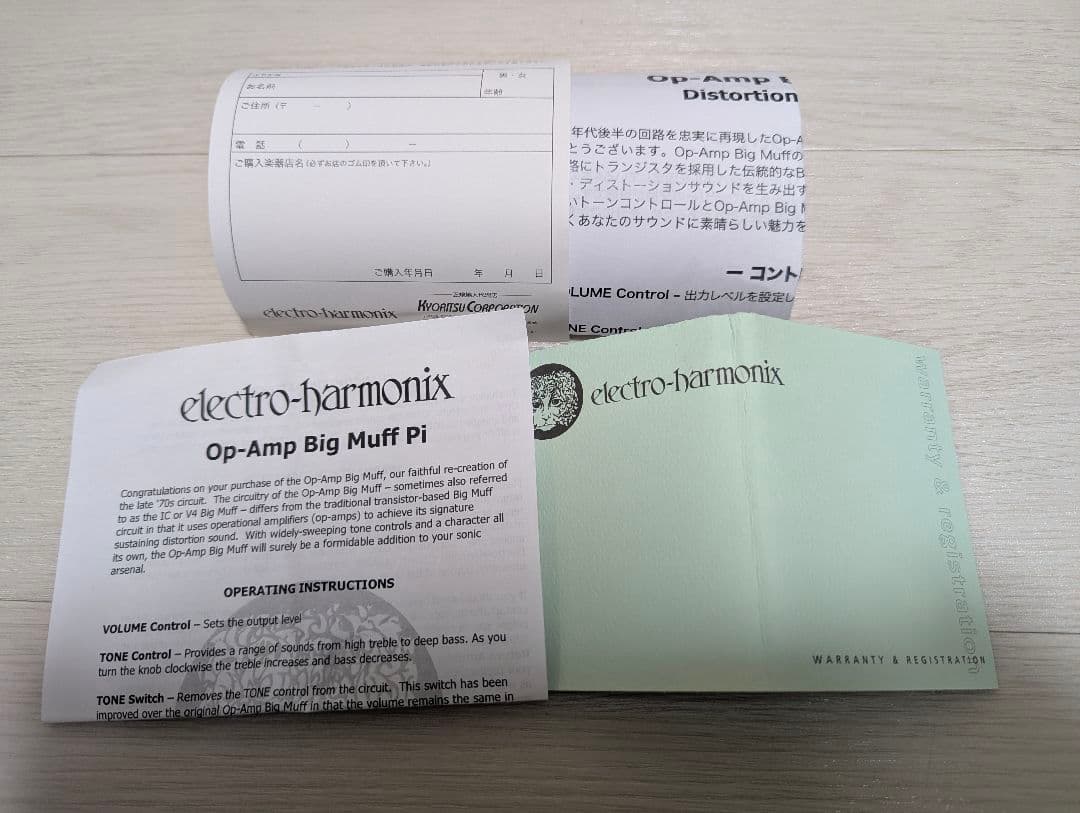 お名前
男・女
年齢
ご住所(〒 － )
電 話 ( ) －
ご購入楽器店名(必ずお店のゴム印を頂いて下さい。)
ご購入年月日 年 月 日
electro-harmonix
正規輸入代理店
KYORITSU CORPORATION
Op-Amp
Distortion
年代後半の回路を忠実に再現したOp-A
とうございます。Op-Amp Big Muffの
路にトランジスタを採用した伝統的なB
・ディストーションサウンドを生み出す
いトーンコントロールとOp-Amp Big
くあなたのサウンドに素晴らしい魅力を
ー コント
LUME Control – 出力レベルを設定し
NE Control
electro-harmonix
Op-Amp Big Muff Pi
Congratulations on your purchase of the Op-Amp Big Muff, our faithful re-creation of
the late '70s circuit. The circuitry of the Op-Amp Big Muff – sometimes also referred
to as the IC or V4 Big Muff – differs from the traditional transistor-based Big Muff
circuit in that it uses operational amplifiers (op-amps) to achieve its signature
sustaining distortion sound. With widely-sweeping tone controls and a character all
its own, the Op-Amp Big Muff will surely be a formidable addition to your sonic
arsenal.
OPERATING INSTRUCTIONS
VOLUME Control – Sets the output level
TONE Control – Provides a range of sounds from high treble to deep bass. As you
turn the knob clockwise the treble increases and bass decreases.
TONE Switch – Removes the TONE control from the circuit. This switch has been
improved over the original Op-Amp Big Muff in that the volume remains the same in
electro-harmonix
warranty & registration
WARRANTY & REGISTRATION